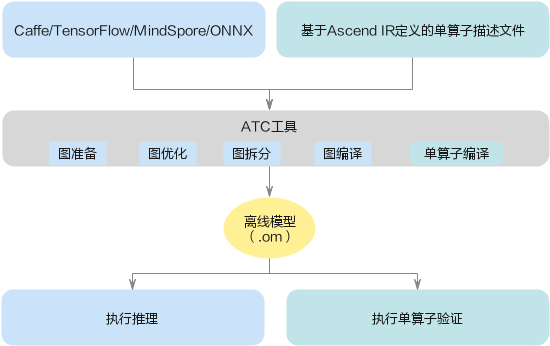 Caffe/TensorFlow/MindSpore/ONNX
基于Ascend IR定义的单算子描述文件
ATC工具
图准备
图优化
图拆分
图编译
单算子编译
离线模型
（.om）
执行推理
执行单算子验证